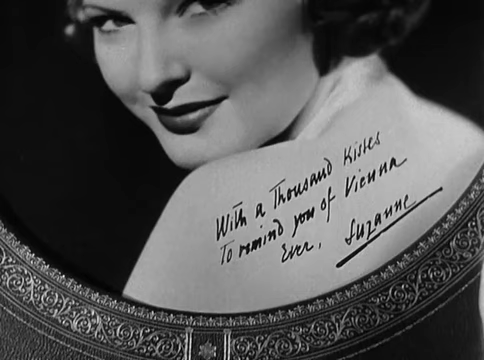 With a Thousand Kisses
To remind you of Vienna
Ever, Suzanne